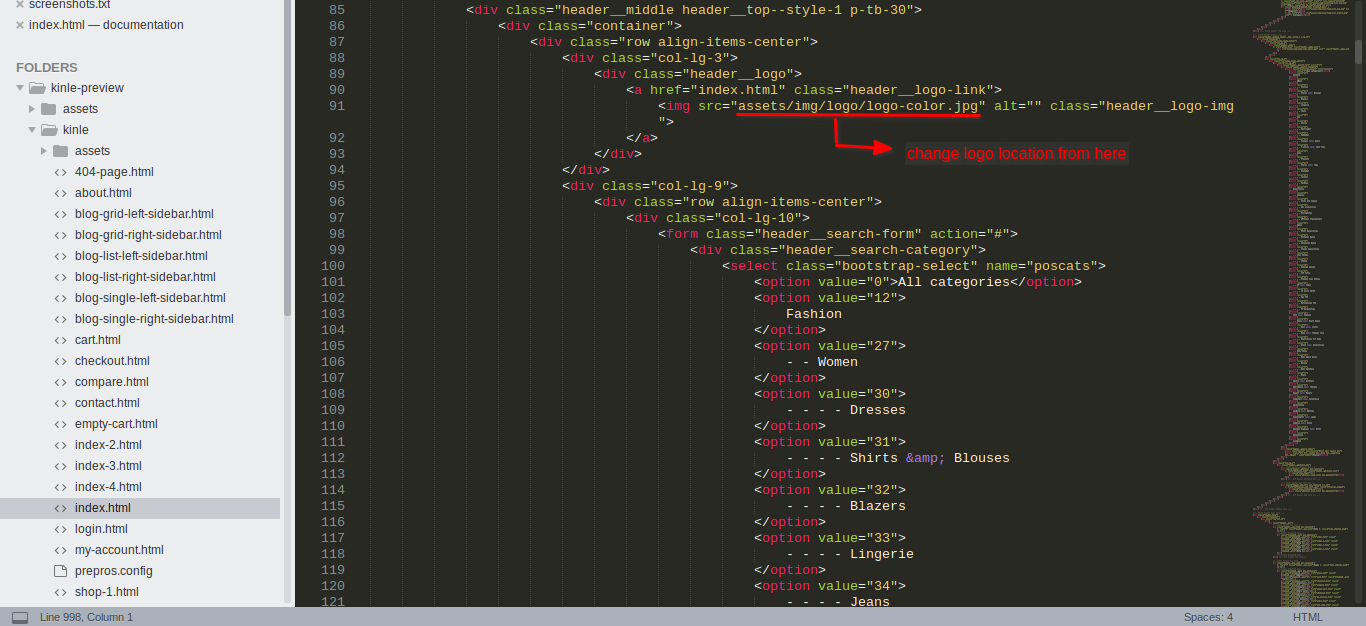 screenshots.txt
index.html — documentation
FOLDERS
kinle-preview
assets
kinle
assets
404-page.html
about.html
blog-grid-left-sidebar.html
blog-grid-right-sidebar.html
blog-list-left-sidebar.html
blog-list-right-sidebar.html
blog-single-left-sidebar.html
blog-single-right-sidebar.html
cart.html
checkout.html
compare.html
contact.html
empty-cart.html
index-2.html
index-3.html
index-4.html
index.html
login.html
my-account.html
prepros.config
shop-1.html
85 <div class="header__middle header__top--style-1 p-tb-30">
86 <div class="container">
87 <div class="row align-items-center">
88 <div class="col-lg-3">
89 <div class="header__logo">
90 <a href="index.html" class="header__logo-link">
91 <img src="assets/img/logo/logo-color.jpg" alt="" class="header__logo-img
">
92 </a>
change logo location from here
93 </div>
94 </div>
95 <div class="col-lg-9">
96 <div class="row align-items-center">
97 <div class="col-lg-10">
98 <form class="header__search-form" action="#">
99 <div class="header__search-category">
100 <select class="bootstrap-select" name="poscats">
101 <option value="0">All categories</option>
102 <option value="12">
103 Fashion
104 </option>
105 <option value="27">
106 - - Women
107 </option>
108 <option value="30">
109 - - - - Dresses
110 </option>
111 <option value="31">
112 - - - - Shirts &amp; Blouses
113 </option>
114 <option value="32">
115 - - - - Blazers
116 </option>
117 <option value="33">
118 - - - - Lingerie
119 </option>
120 <option value="34">
121 - - - - Jeans
Line 998, Column 1
Spaces: 4
HTML